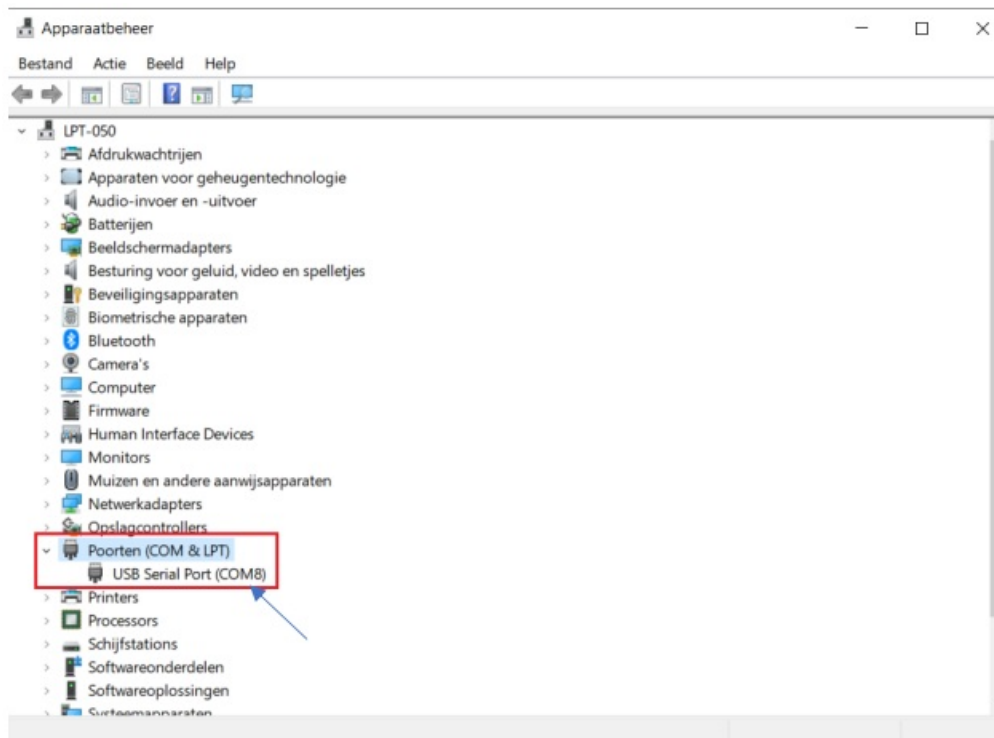 Apparaatbeheer
Bestand Actie Beeld Help
LPT-050
Afdrukwachtrijen
Apparaten voor geheugentechnologie
Audio-invoer en -uitvoer
Batterijen
Beeldschermadapters
Besturing voor geluid, video en spelletjes
Beveiligingsapparaten
Biometrische apparaten
Bluetooth
Camera's
Computer
Firmware
Human Interface Devices
Monitors
Muizen en andere aanwijsapparaten
Netwerkadapters
Opslagcontrollers
Poorten (COM & LPT)
USB Serial Port (COM8)
Printers
Processors
Schijfstations
Softwareonderdelen
Softwareoplossingen
Systeemapparaten